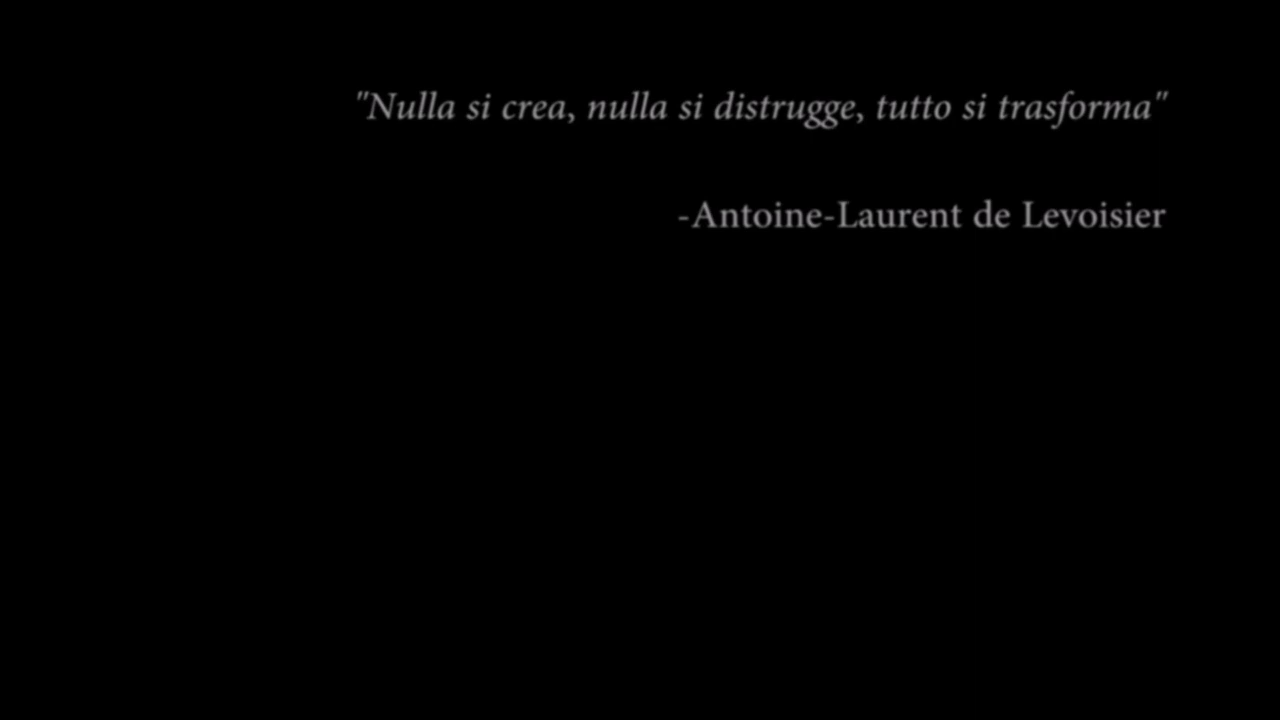 "Nulla si crea, nulla si distrugge, tutto si trasforma"
-Antoine-Laurent de Levoisier